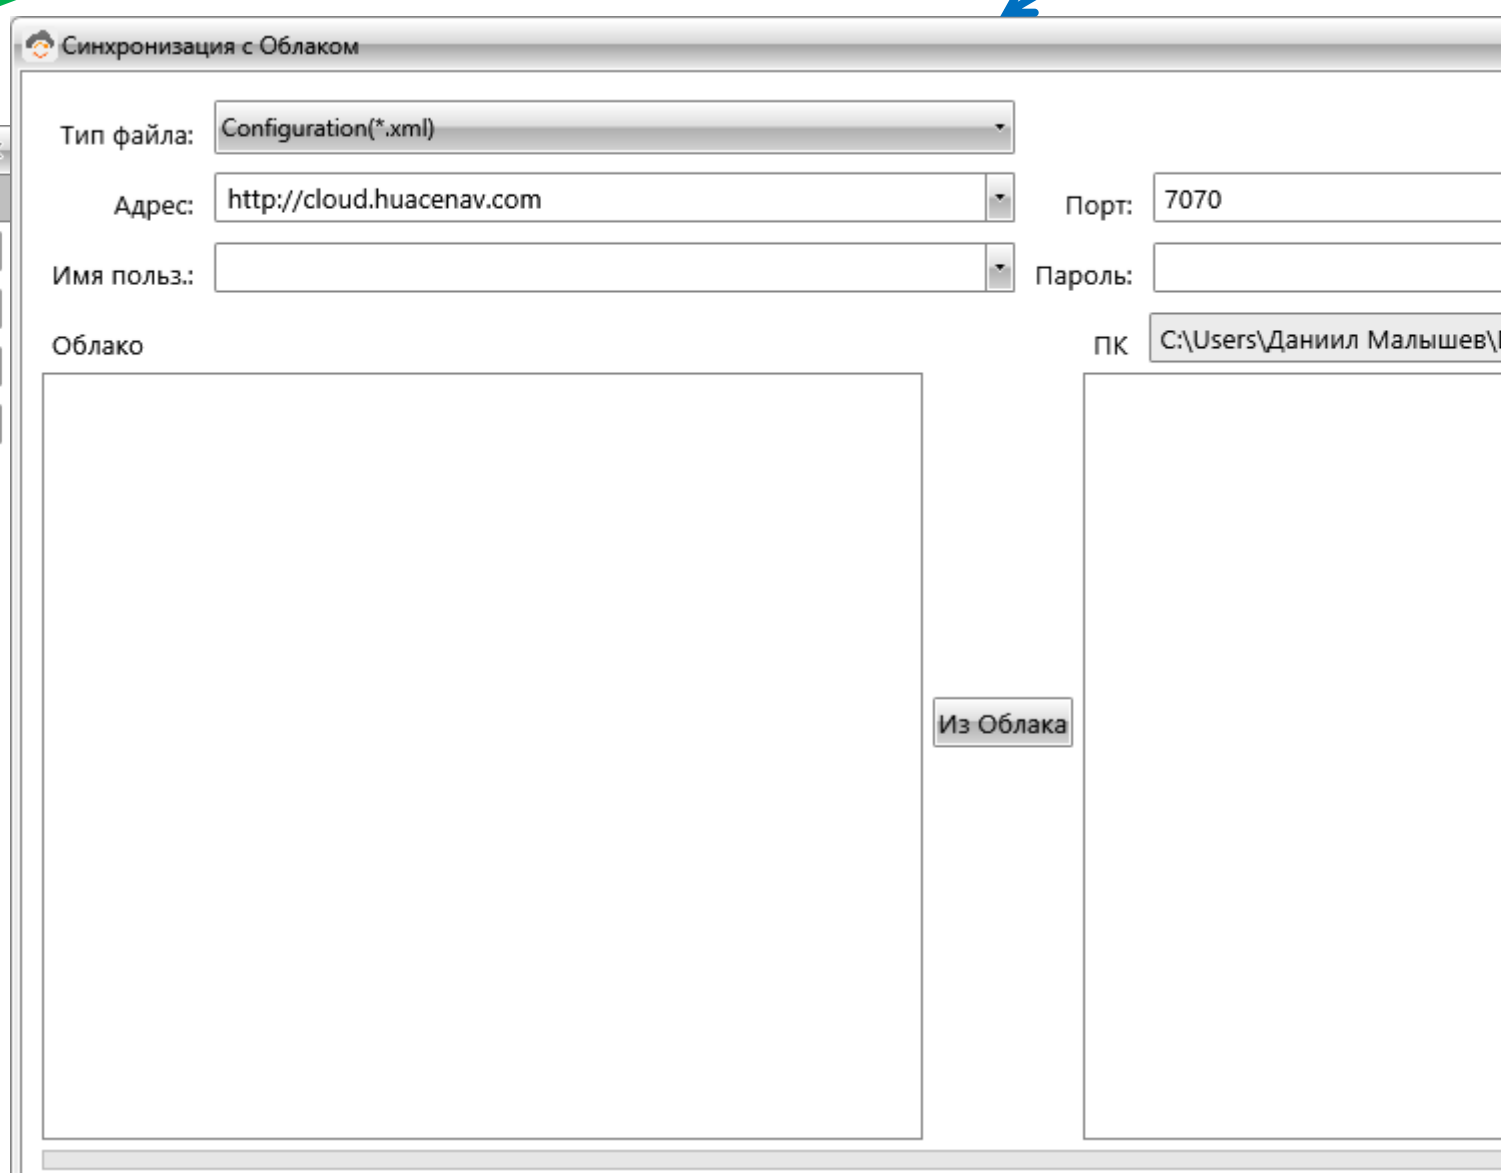 Синхронизация с Облаком
Тип файла: Configuration(*.xml)
Адрес: http://cloud.huacenav.com Порт: 7070
Имя польз.: Пароль:
Облако ПК C:\Users\Даниил Малышев\
Из Облака